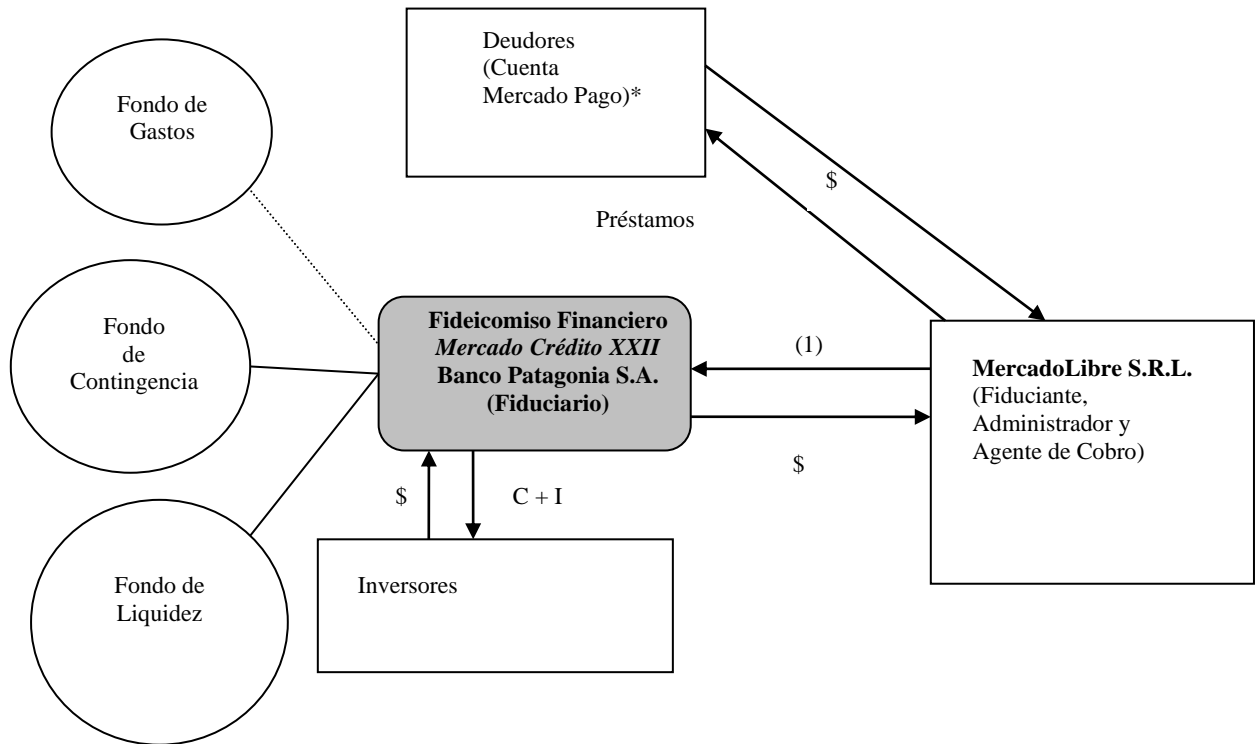 Deudores
(Cuenta
Mercado Pago)*
Fondo de
Gastos
$
Préstamos
Fondo
de
Contingencia
Fideicomiso Financiero
Mercado Crédito XXII
Banco Patagonia S.A.
(Fiduciario)
(1)
MercadoLibre S.R.L.
(Fiduciante,
Administrador y
Agente de Cobro)
$
$
C + I
Fondo de
Liquidez
Inversores